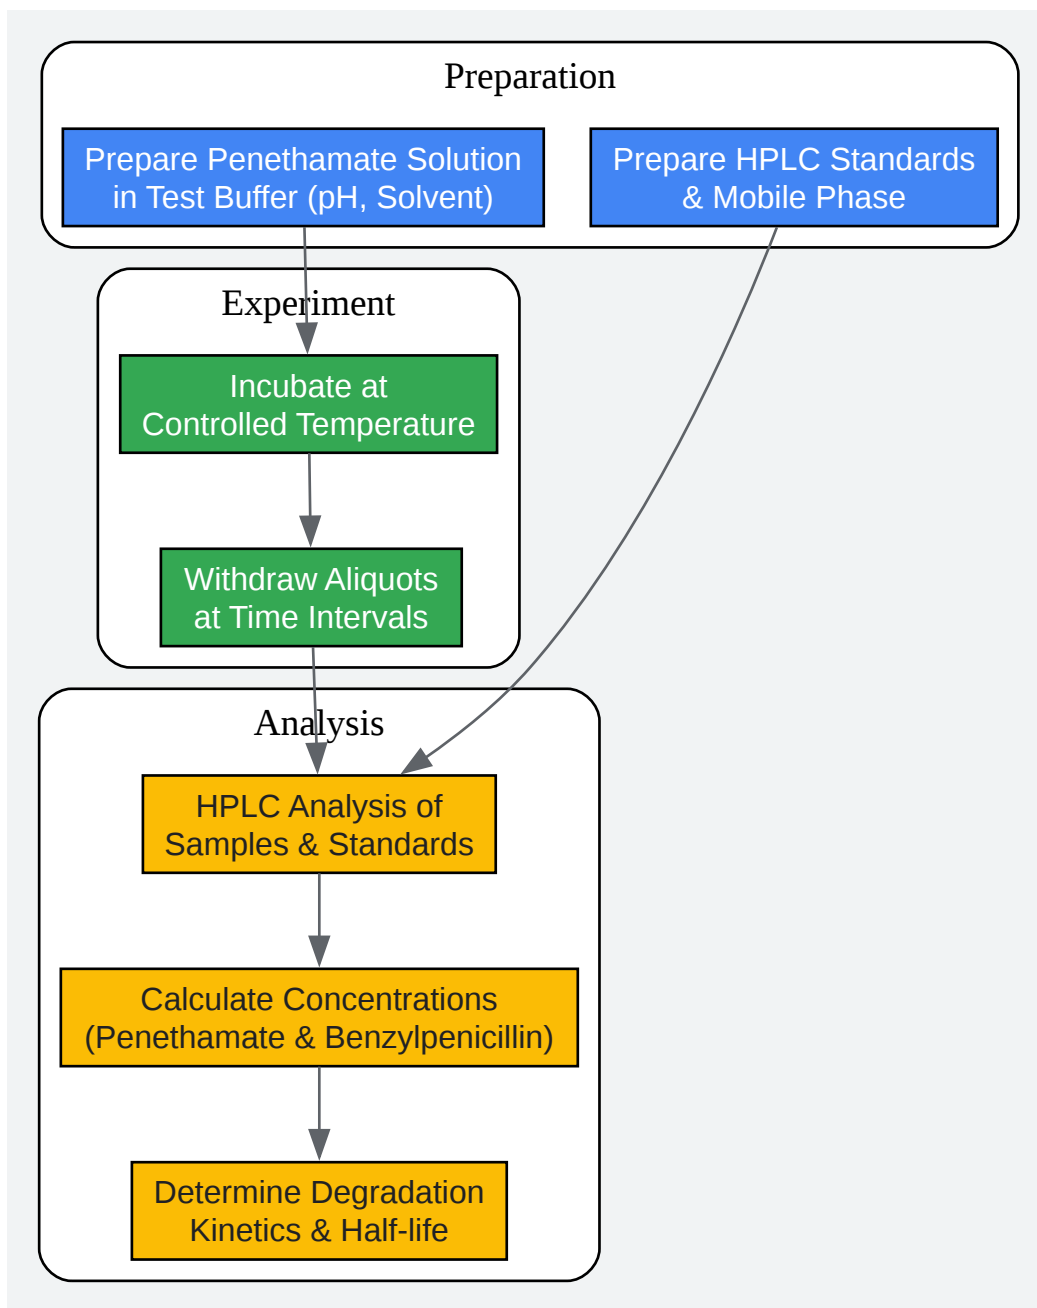 Preparation
Prepare Penethamate Solution
in Test Buffer (pH, Solvent)
Prepare HPLC Standards
& Mobile Phase
Experiment
Incubate at
Controlled Temperature
Withdraw Aliquots
at Time Intervals
Analysis
HPLC Analysis of
Samples & Standards
Calculate Concentrations
(Penethamate & Benzylpenicillin)
Determine Degradation
Kinetics & Half-life